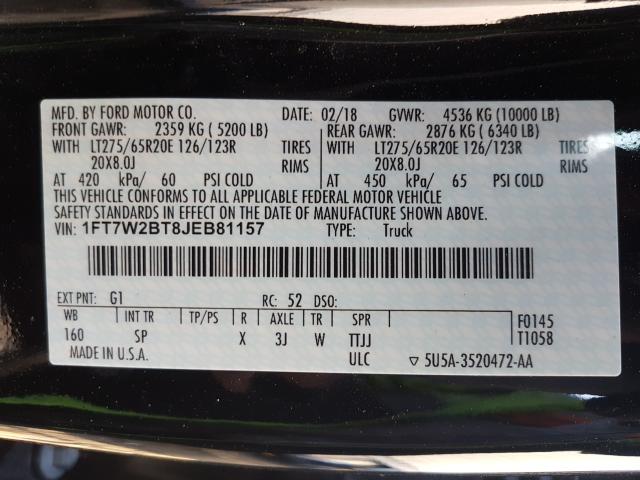 MFD. BY FORD MOTOR CO. DATE: 02/18 GVWR: 4536 KG (10000 LB)
FRONT GAWR: 2359 KG ( 5200 LB) REAR GAWR: 2876 KG ( 6340 LB)
WITH LT275/65R20E 126/123R TIRES WITH LT275/65R20E 126/123R TIRES
20X8.0J RIMS 20X8.0J RIMS
AT 420 kPa/ 60 PSI COLD AT 450 kPa/ 65 PSI COLD
THIS VEHICLE CONFORMS TO ALL APPLICABLE FEDERAL MOTOR VEHICLE
SAFETY STANDARDS IN EFFECT ON THE DATE OF MANUFACTURE SHOWN ABOVE.
VIN: 1FT7W2BT8JEB81157 TYPE: Truck
EXT PNT: G1 RC: 52 DSO:
WB INT TR TP/PS R AXLE TR SPR F0145
160 SP X 3J W TTJJ T1058
MADE IN U.S.A. ULC ▽ 5U5A-3520472-AA